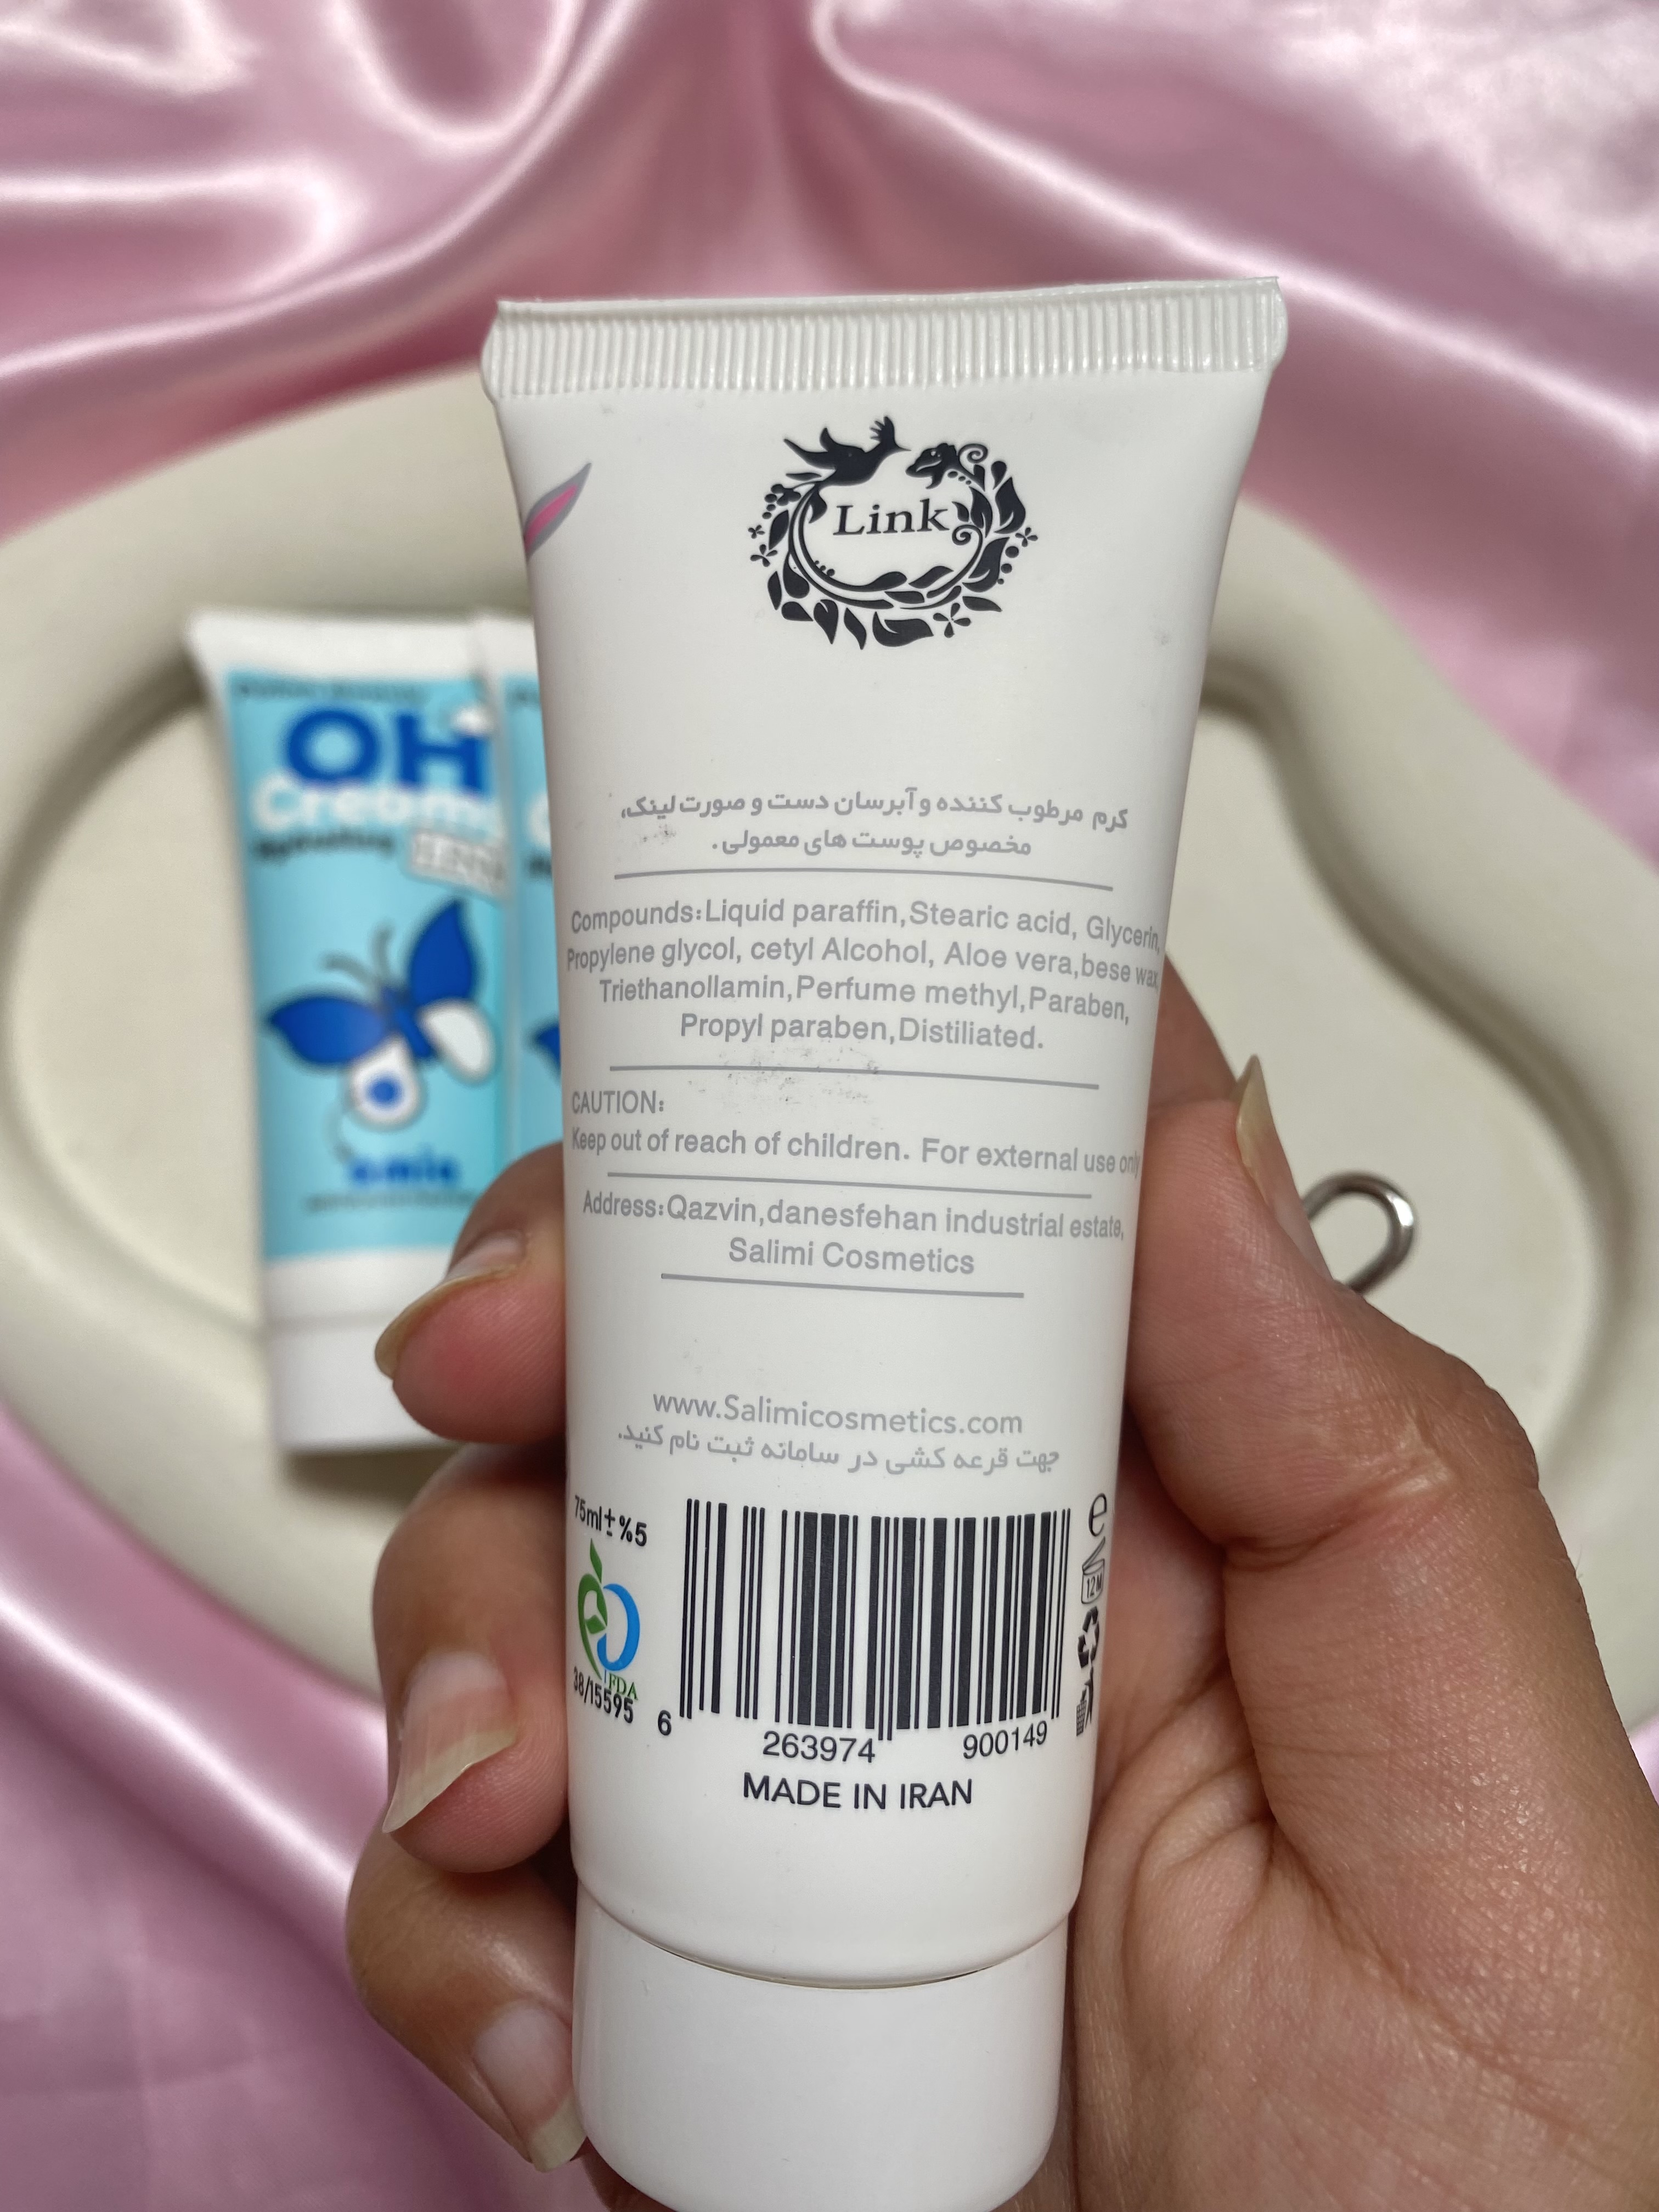 Link
کرم مرطوب کننده و آبرسان دست و صورت لینک،
مخصوص پوست های معمولی.
Compounds:Liquid paraffin,Stearic acid, Glycerin,
Propylene glycol, cetyl Alcohol, Aloe vera,bese wax,
Triethanollamin,Perfume methyl,Paraben,
Propyl paraben,Distiliated.
CAUTION:
Keep out of reach of children. For external use only
Address:Qazvin,danesfehan industrial estate,
Salimi Cosmetics
www.Salimicosmetics.com
جهت قرعه کشی در سامانه ثبت نام کنید.
75ml±%5
e
12M
IFDA
38/15595
6 263974 900149
MADE IN IRAN
OH
Cream
omis